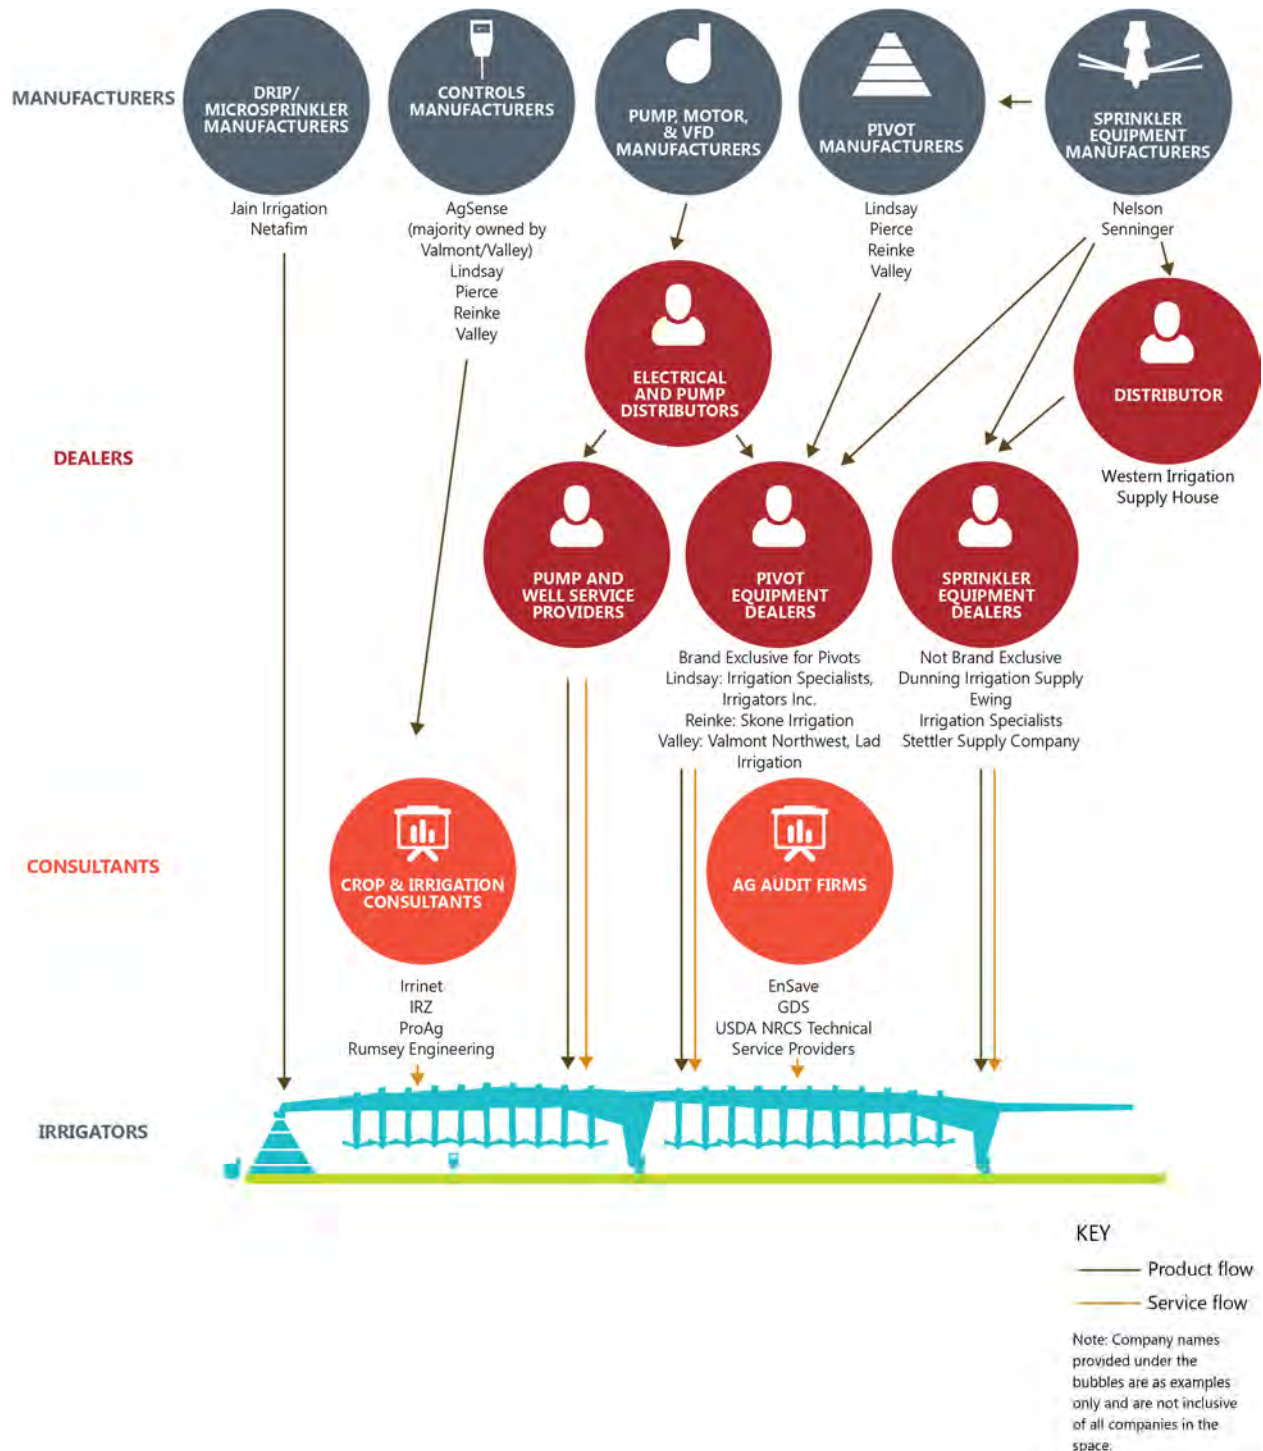 MANUFACTURERS
DRIP/
MICROSPRINKLER
MANUFACTURERS
CONTROLS
MANUFACTURERS
PUMP, MOTOR,
& VFD
MANUFACTURERS
PIVOT
MANUFACTURERS
SPRINKLER
EQUIPMENT
MANUFACTURERS
Jain Irrigation
Netafim
AgSense
(majority owned by
Valmont/Valley)
Lindsay
Pierce
Reinke
Valley
Lindsay
Pierce
Reinke
Valley
Nelson
Senninger
DEALERS
ELECTRICAL
AND PUMP
DISTRIBUTORS
DISTRIBUTOR
Western Irrigation
Supply House
PUMP AND
WELL SERVICE
PROVIDERS
PIVOT
EQUIPMENT
DEALERS
SPRINKLER
EQUIPMENT
DEALERS
Brand Exclusive for Pivots
Lindsay: Irrigation Specialists,
Irrigators Inc.
Reinke: Skone Irrigation
Valley: Valmont Northwest, Lad
Irrigation
Not Brand Exclusive
Dunning Irrigation Supply
Ewing
Irrigation Specialists
Stettler Supply Company
CONSULTANTS
CROP & IRRIGATION
CONSULTANTS
AG AUDIT FIRMS
Irrinet
IRZ
ProAg
Rumsey Engineering
EnSave
GDS
USDA NRCS Technical
Service Providers
IRRIGATORS
KEY
Product flow
Service flow
Note: Company names
provided under the
bubbles are as examples
only and are not inclusive
of all companies in the
space.